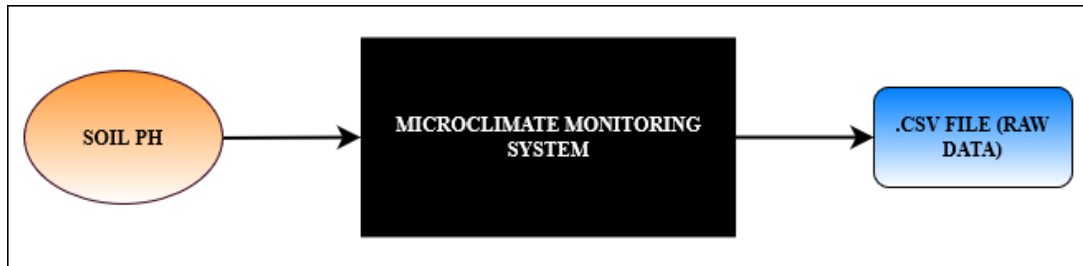 SOIL PH
MICROCLIMATE MONITORING
SYSTEM
.CSV FILE (RAW
DATA)